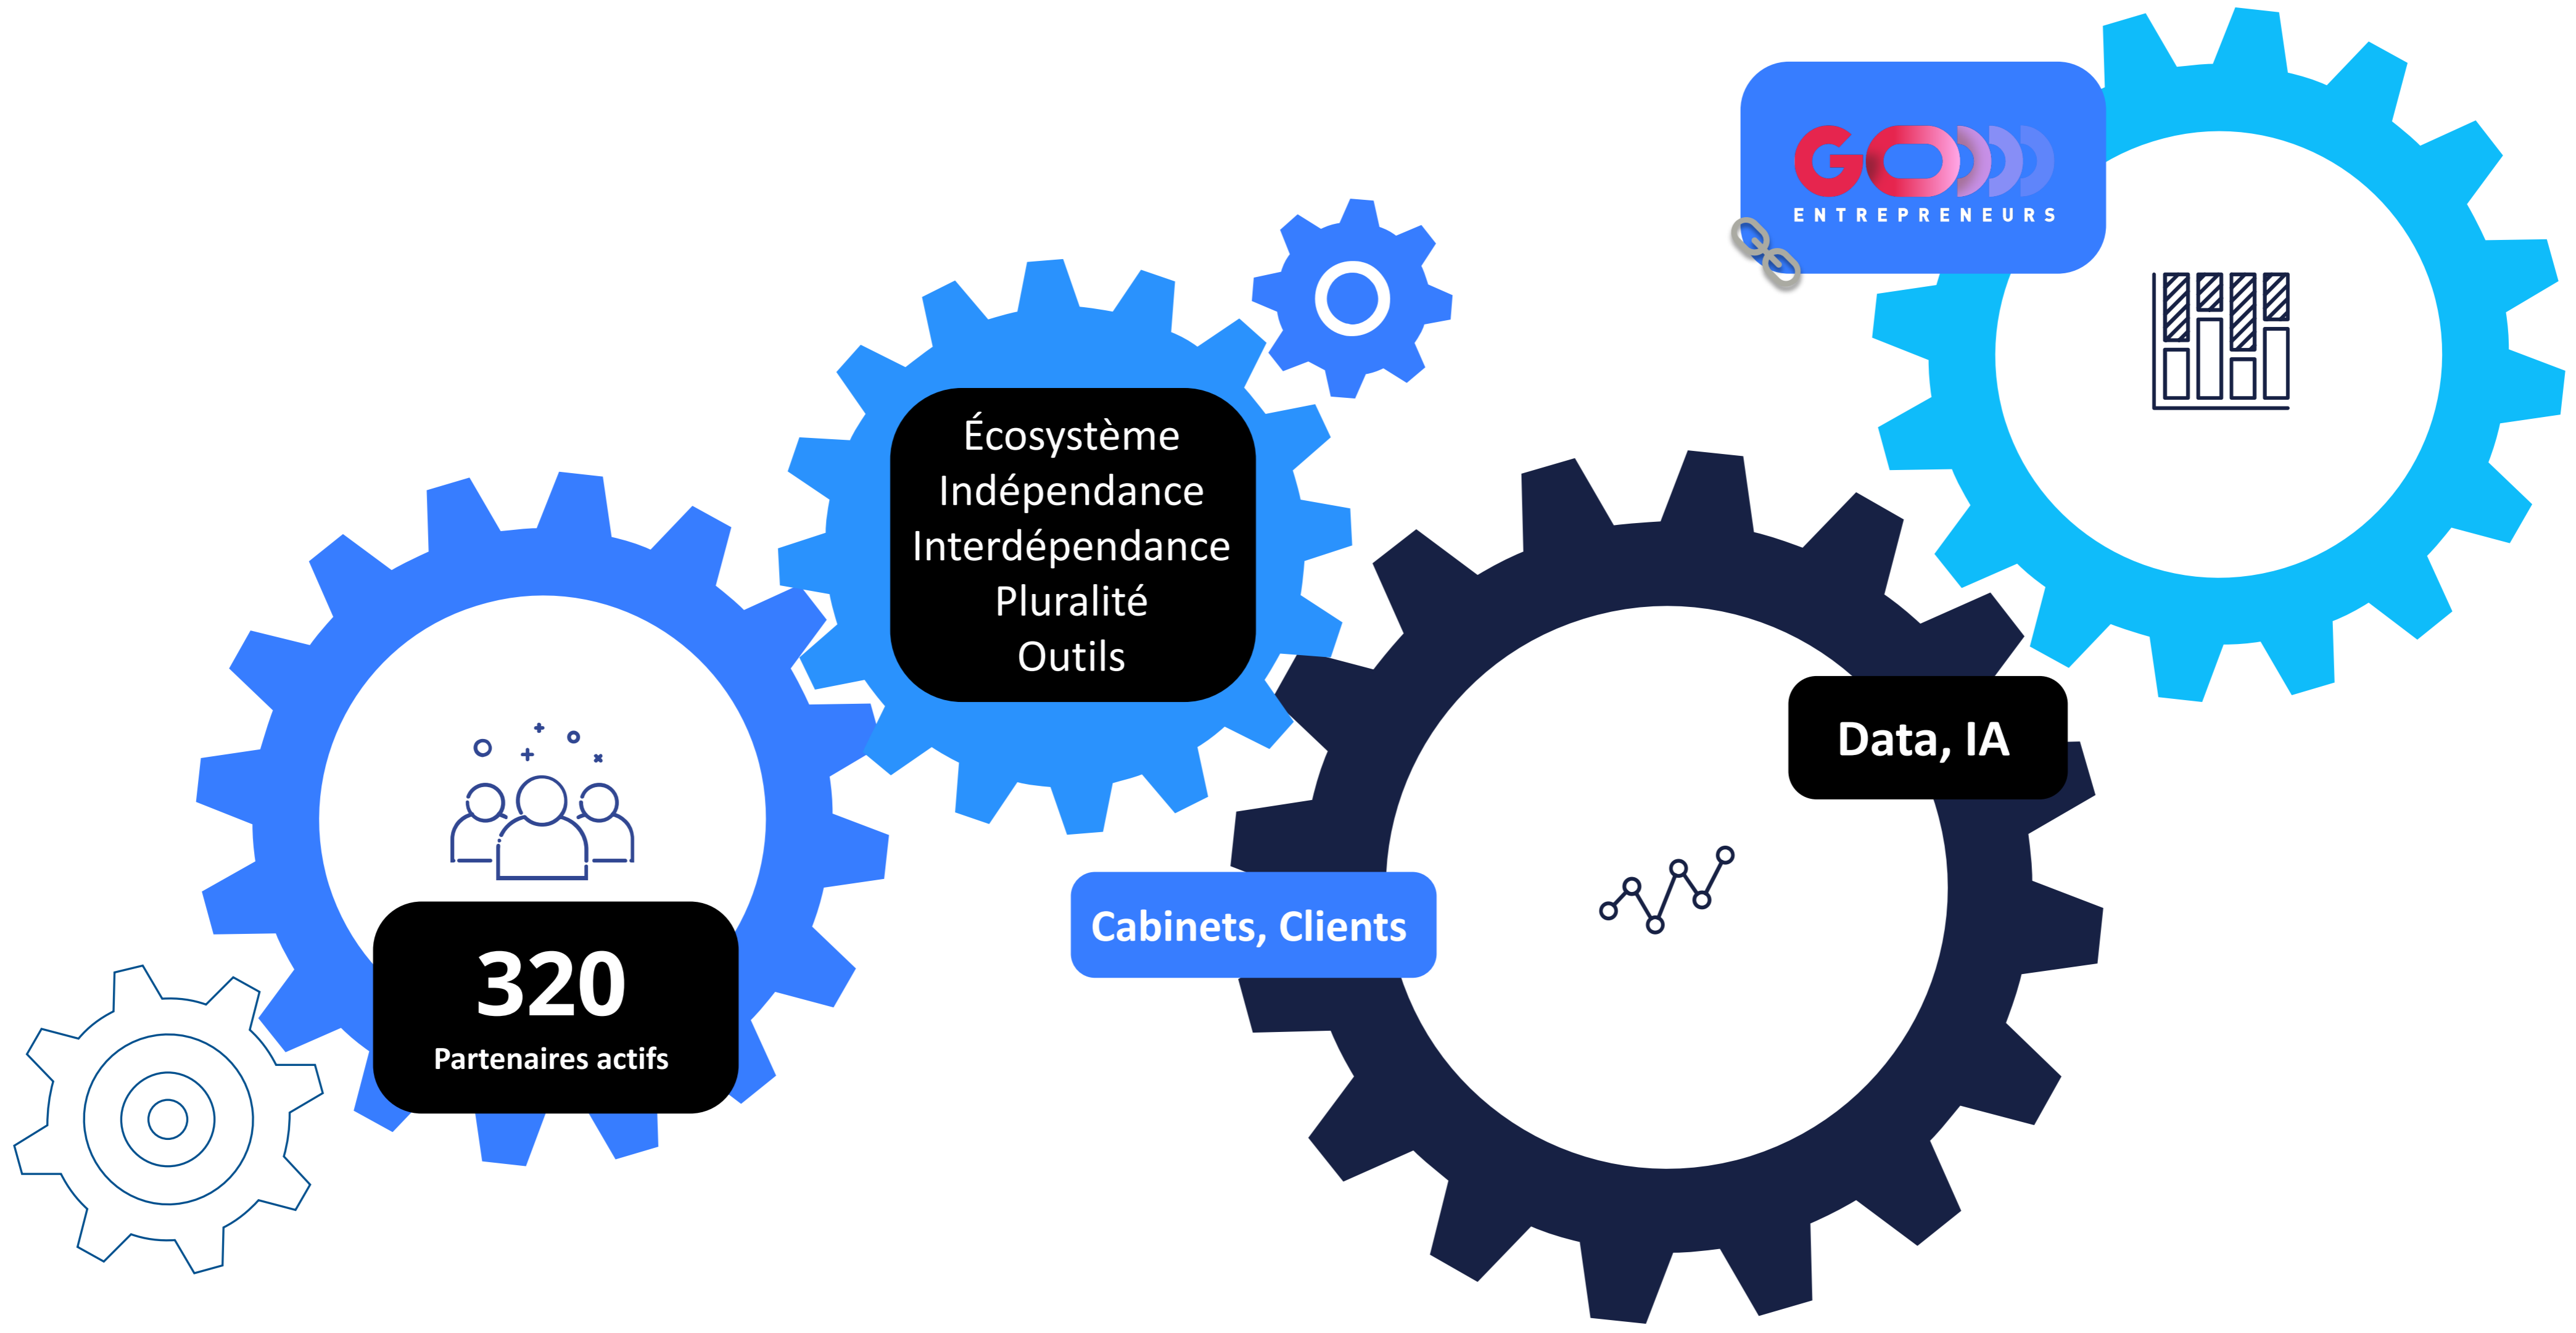 GO
ENTREPRENEURS
Écosystème
Indépendance
Interdépendance
Pluralité
Outils
Data, IA
Cabinets, Clients
320
Partenaires actifs